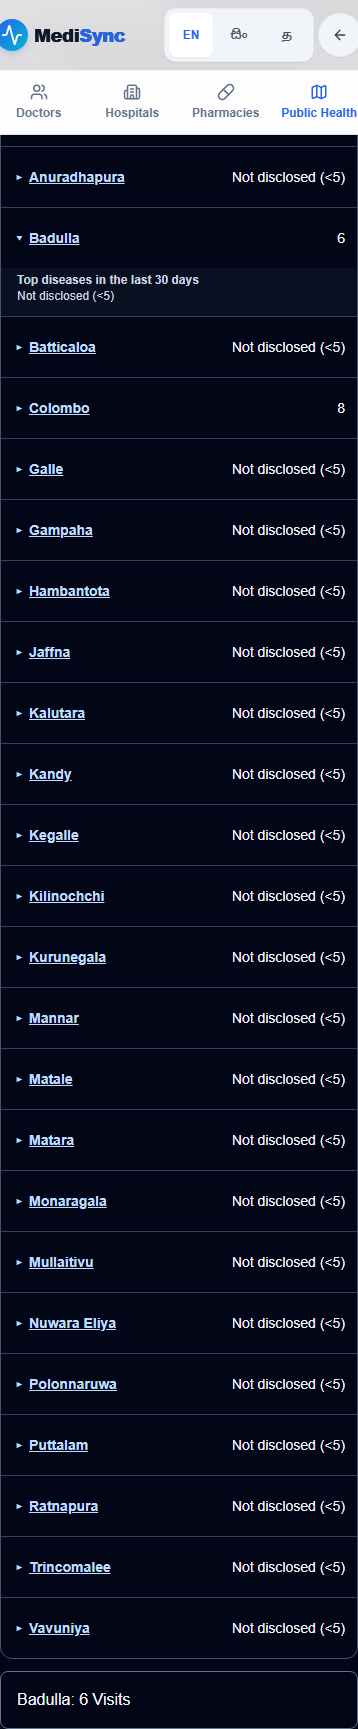 MediSync
EN
සිං
த
Doctors
Hospitals
Pharmacies
Public Health
Anuradhapura Not disclosed (<5)
Badulla 6
Top diseases in the last 30 days
Not disclosed (<5)
Batticaloa Not disclosed (<5)
Colombo 8
Galle Not disclosed (<5)
Gampaha Not disclosed (<5)
Hambantota Not disclosed (<5)
Jaffna Not disclosed (<5)
Kalutara Not disclosed (<5)
Kandy Not disclosed (<5)
Kegalle Not disclosed (<5)
Kilinochchi Not disclosed (<5)
Kurunegala Not disclosed (<5)
Mannar Not disclosed (<5)
Matale Not disclosed (<5)
Matara Not disclosed (<5)
Monaragala Not disclosed (<5)
Mullaitivu Not disclosed (<5)
Nuwara Eliya Not disclosed (<5)
Polonnaruwa Not disclosed (<5)
Puttalam Not disclosed (<5)
Ratnapura Not disclosed (<5)
Trincomalee Not disclosed (<5)
Vavuniya Not disclosed (<5)
Badulla: 6 Visits